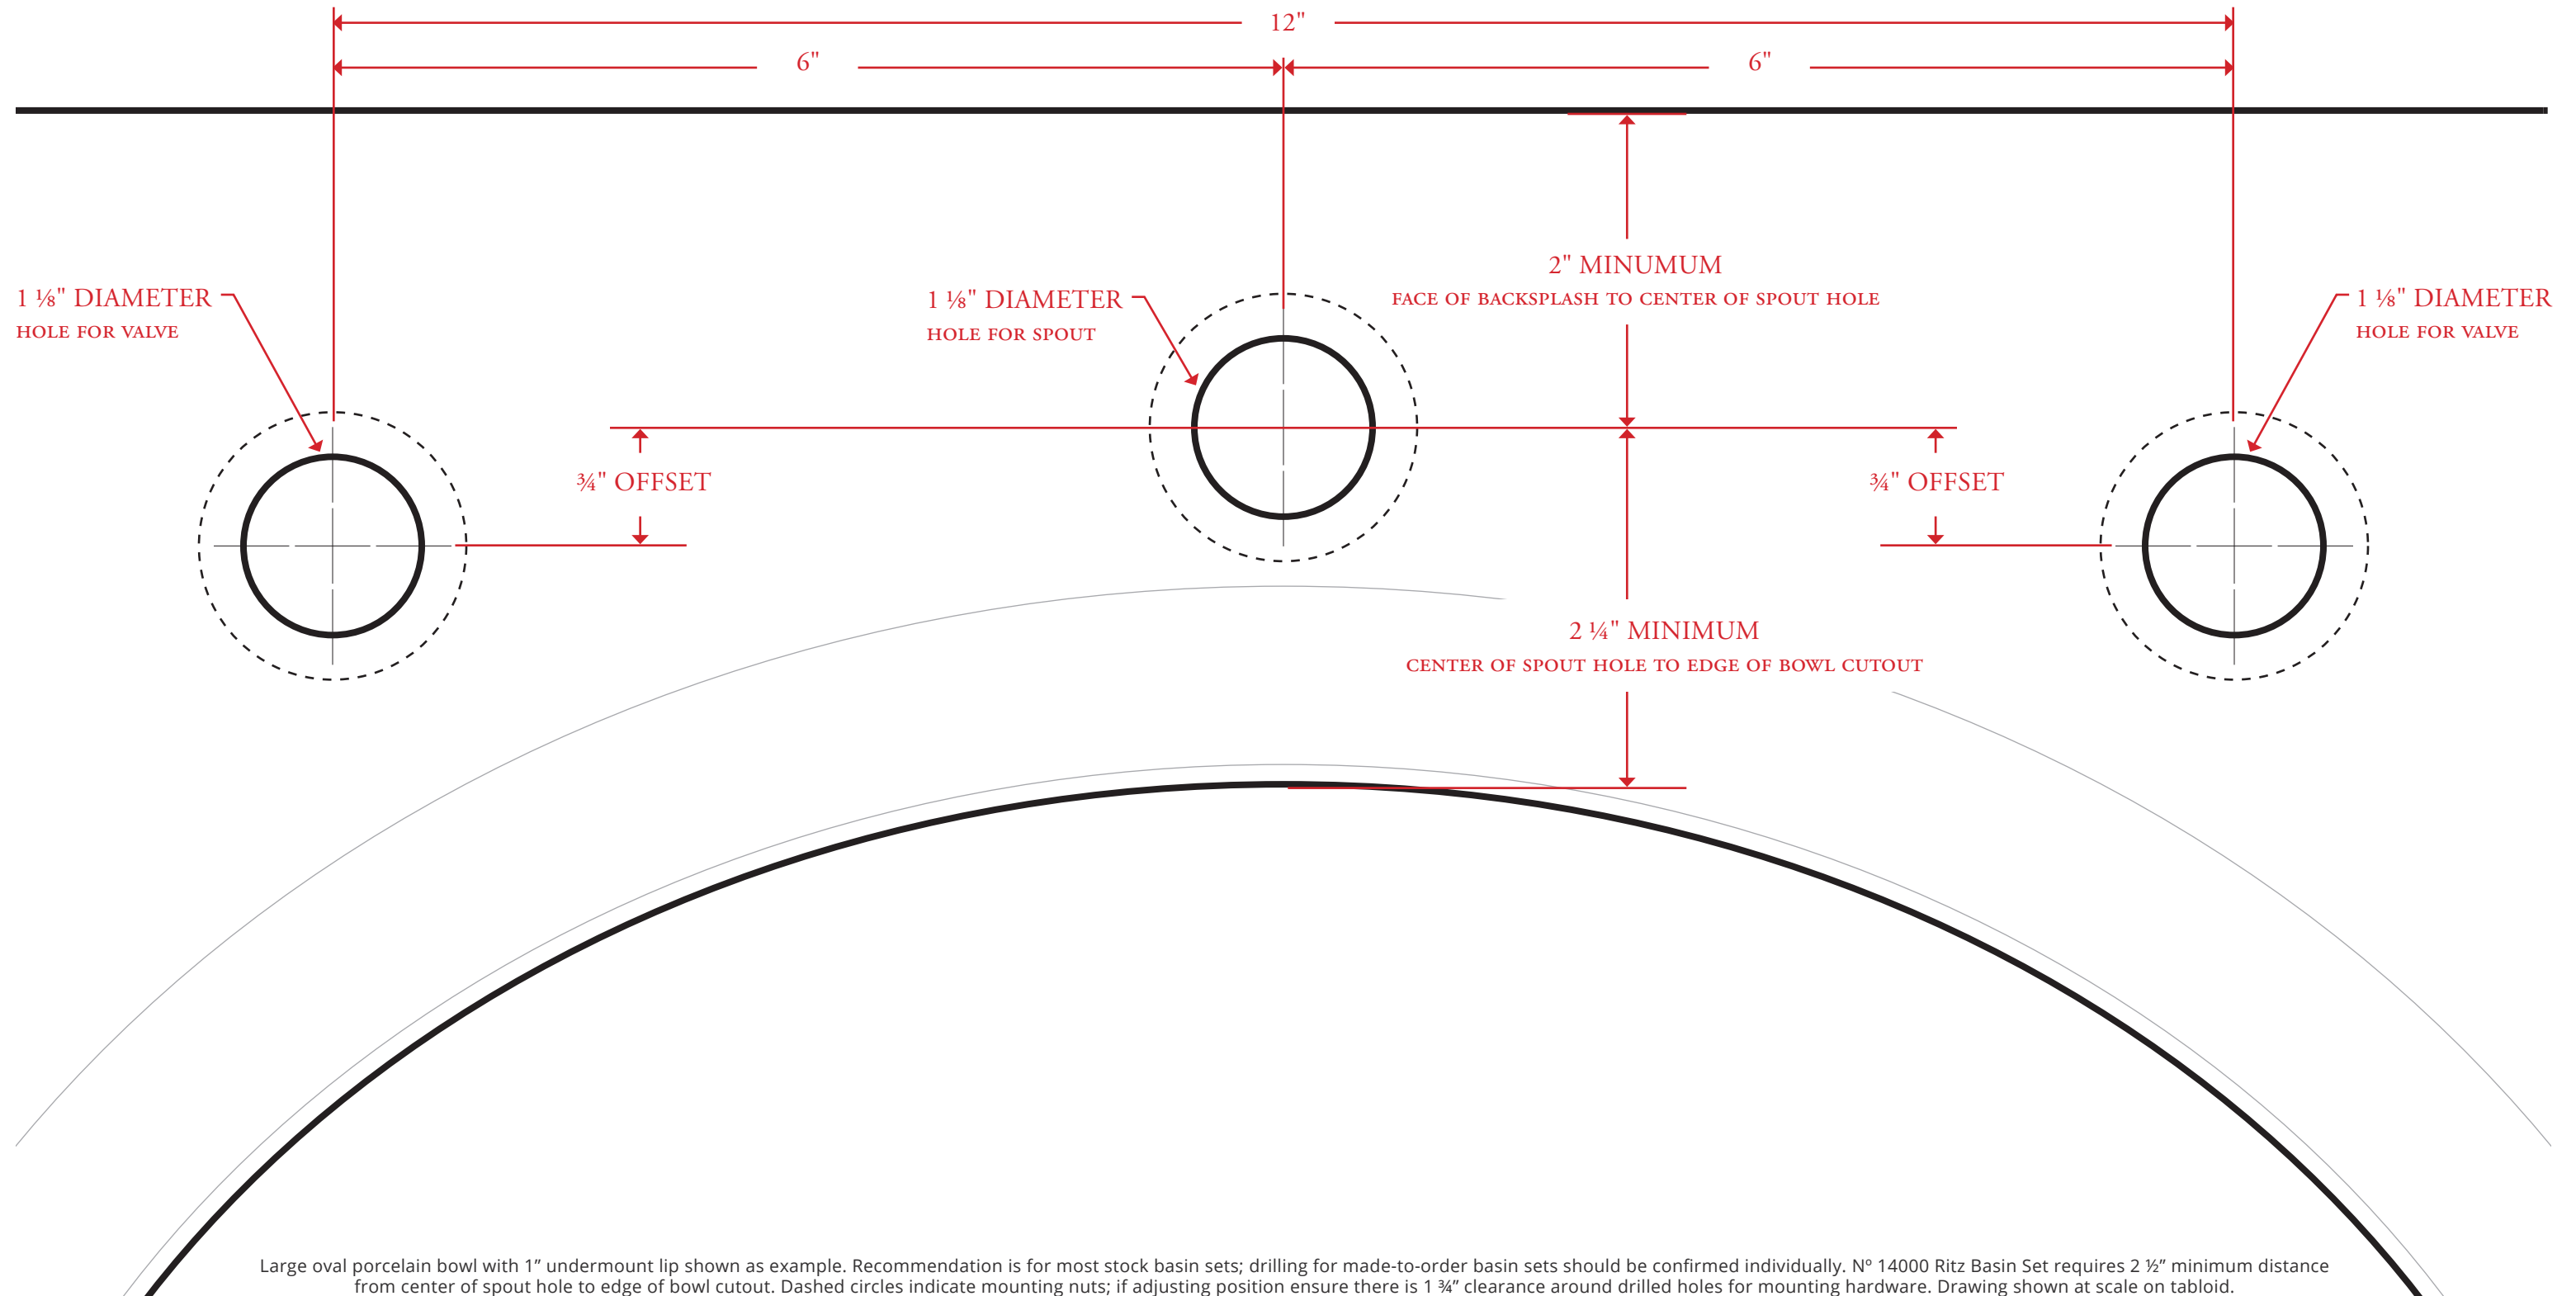 12"
6"
6"
2" MINUMUM
FACE OF BACKSPLASH TO CENTER OF SPOUT HOLE
1 ⅛" DIAMETER
HOLE FOR VALVE
1 ⅛" DIAMETER
HOLE FOR SPOUT
1 ⅛" DIAMETER
HOLE FOR VALVE
¾" OFFSET
¾" OFFSET
2 ¼" MINIMUM
CENTER OF SPOUT HOLE TO EDGE OF BOWL CUTOUT
Large oval porcelain bowl with 1” undermount lip shown as example. Recommendation is for most stock basin sets; drilling for made-to-order basin sets should be confirmed individually. Nº 14000 Ritz Basin Set requires 2 ½” minimum distance
from center of spout hole to edge of bowl cutout. Dashed circles indicate mounting nuts; if adjusting position ensure there is 1 ¾” clearance around drilled holes for mounting hardware. Drawing shown at scale on tabloid.